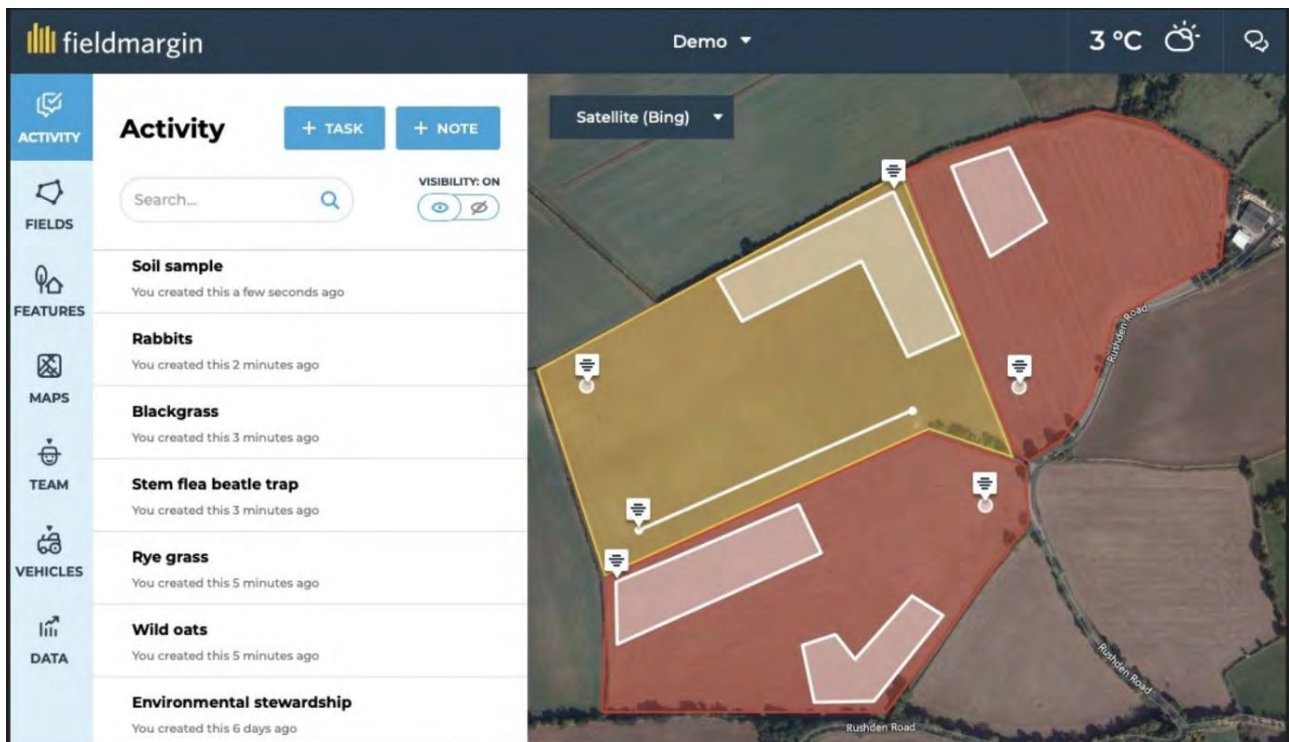 fieldmargin
Demo
3 °C
ACTIVITY
FIELDS
FEATURES
MAPS
TEAM
VEHICLES
DATA
Activity
+ TASK
+ NOTE
Search...
VISIBILITY: ON
Soil sample
You created this a few seconds ago
Rabbits
You created this 2 minutes ago
Blackgrass
You created this 3 minutes ago
Stem flea beatle trap
You created this 3 minutes ago
Rye grass
You created this 5 minutes ago
Wild oats
You created this 5 minutes ago
Environmental stewardship
You created this 6 days ago
Satellite (Bing)
Rushden Road
Rushden Road
Rushden Road